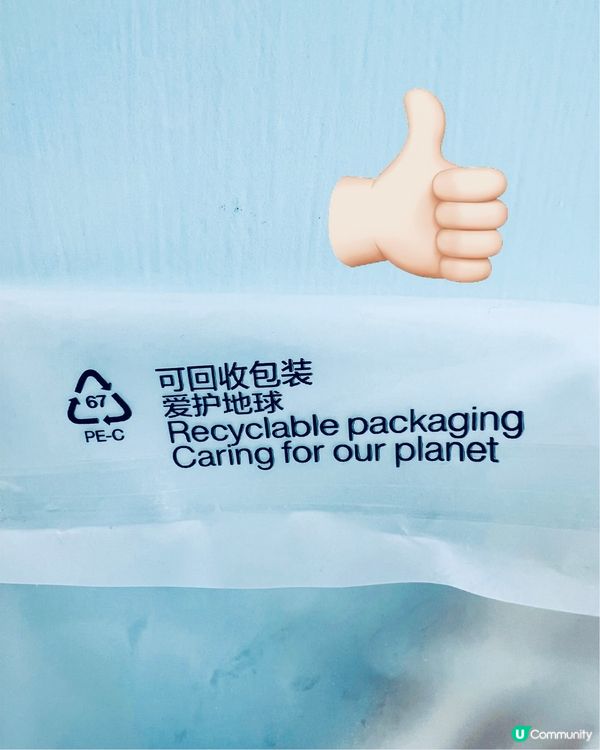 67
PE-C
可回收包装
爱护地球
Recyclable packaging
Caring for our planet
U Community